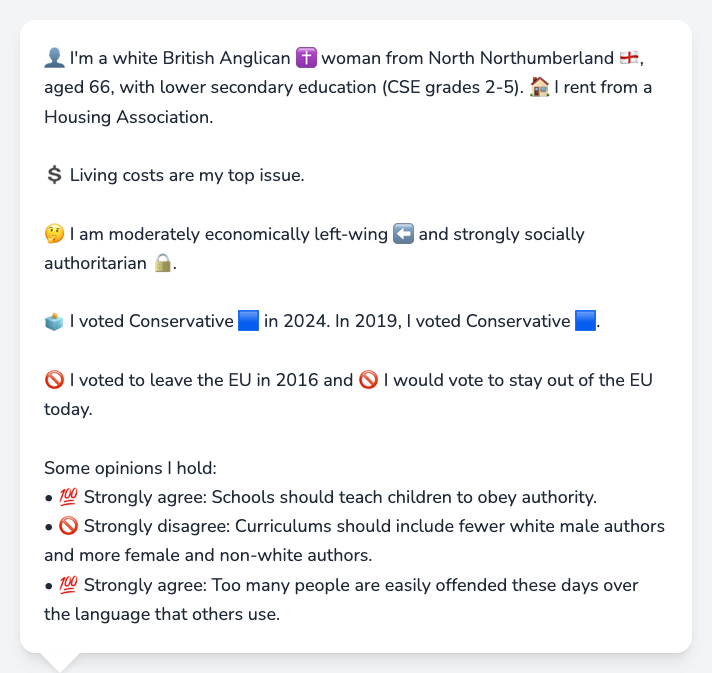 👤 I'm a white British Anglican ✝️ woman from North Northumberland 🏴󠁧󠁢󠁥󠁮󠁧󠁿,
aged 66, with lower secondary education (CSE grades 2-5). 🏠 I rent from a
Housing Association.
💲 Living costs are my top issue.
🤔 I am moderately economically left-wing ⬅️ and strongly socially
authoritarian 🔒.
🗳️ I voted Conservative 🟦 in 2024. In 2019, I voted Conservative 🟦.
🚫 I voted to leave the EU in 2016 and 🚫 I would vote to stay out of the EU
today.
Some opinions I hold:
• 💯 Strongly agree: Schools should teach children to obey authority.
• 🚫 Strongly disagree: Curriculums should include fewer white male authors
and more female and non-white authors.
• 💯 Strongly agree: Too many people are easily offended these days over
the language that others use.